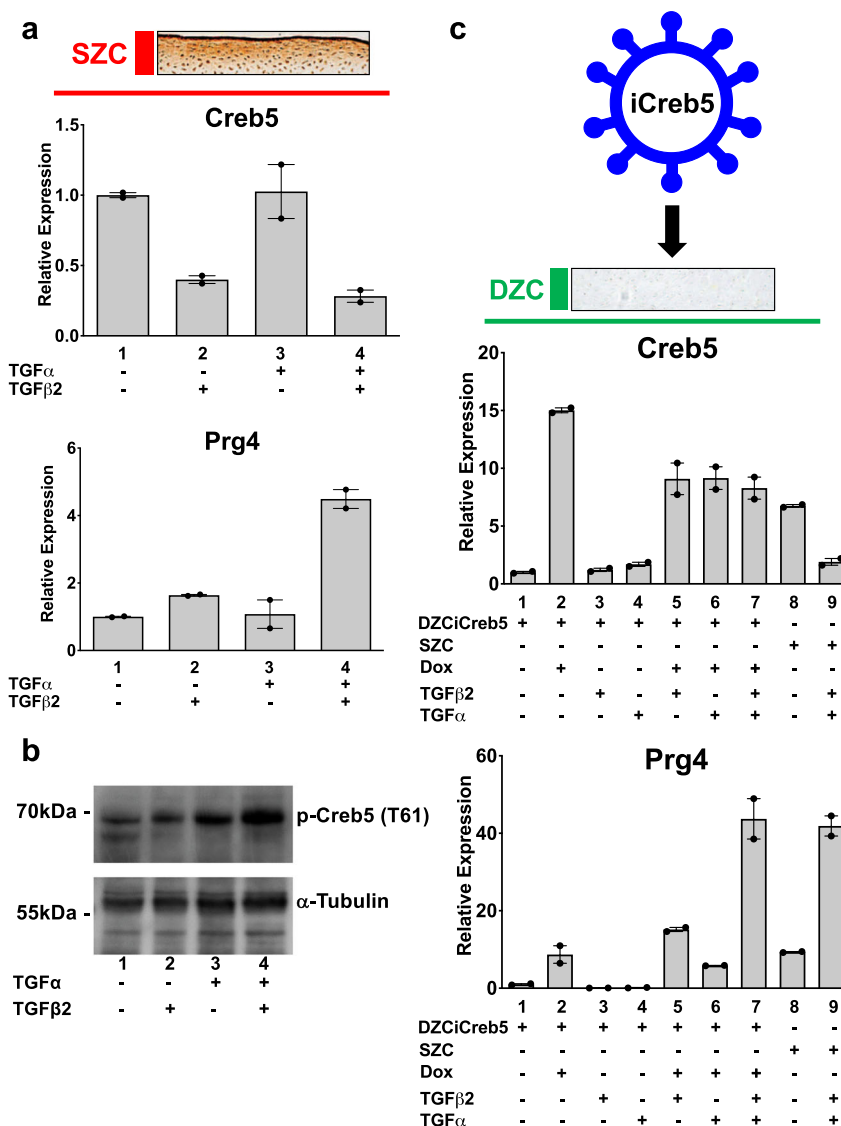 a
SZC
Creb5
Relative Expression
1.5
1.0
0.5
0.0
1 2 3 4
TGFα - - + +
TGFβ2 - + - +
Prg4
Relative Expression
6
4
2
0
1 2 3 4
TGFα - - + +
TGFβ2 - + - +
b
70kDa -
p-Creb5 (T61)
55kDa -
α-Tubulin
1 2 3 4
TGFα - - + +
TGFβ2 - + - +
c
iCreb5
DZC
Creb5
Relative Expression
20
15
10
5
0
1 2 3 4 5 6 7 8 9
DZCiCreb5 + + + + + + + - -
SZC - - - - - - - + +
Dox - + - - + + + - -
TGFβ2 - - + - + - + - +
TGFα - - - + - + + - +
Prg4
Relative Expression
60
40
20
0
1 2 3 4 5 6 7 8 9
DZCiCreb5 + + + + + + + - -
SZC - - - - - - - + +
Dox - + - - + + + - -
TGFβ2 - - + - + - + - +
TGFα - - - + - + + - +